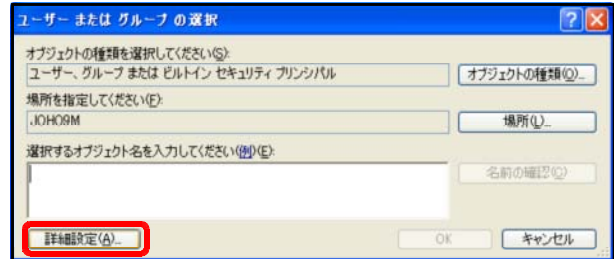 ユーザー または グループ の選択
オブジェクトの種類を選択してください(S):
ユーザー、グループ または ビルトイン セキュリティ プリンシパル
オブジェクトの種類(O)...
場所を指定してください(F):
JOHO9M
場所(L)...
選択するオブジェクト名を入力してください(例)(E):
名前の確認(C)
詳細設定(A)...
OK
キャンセル